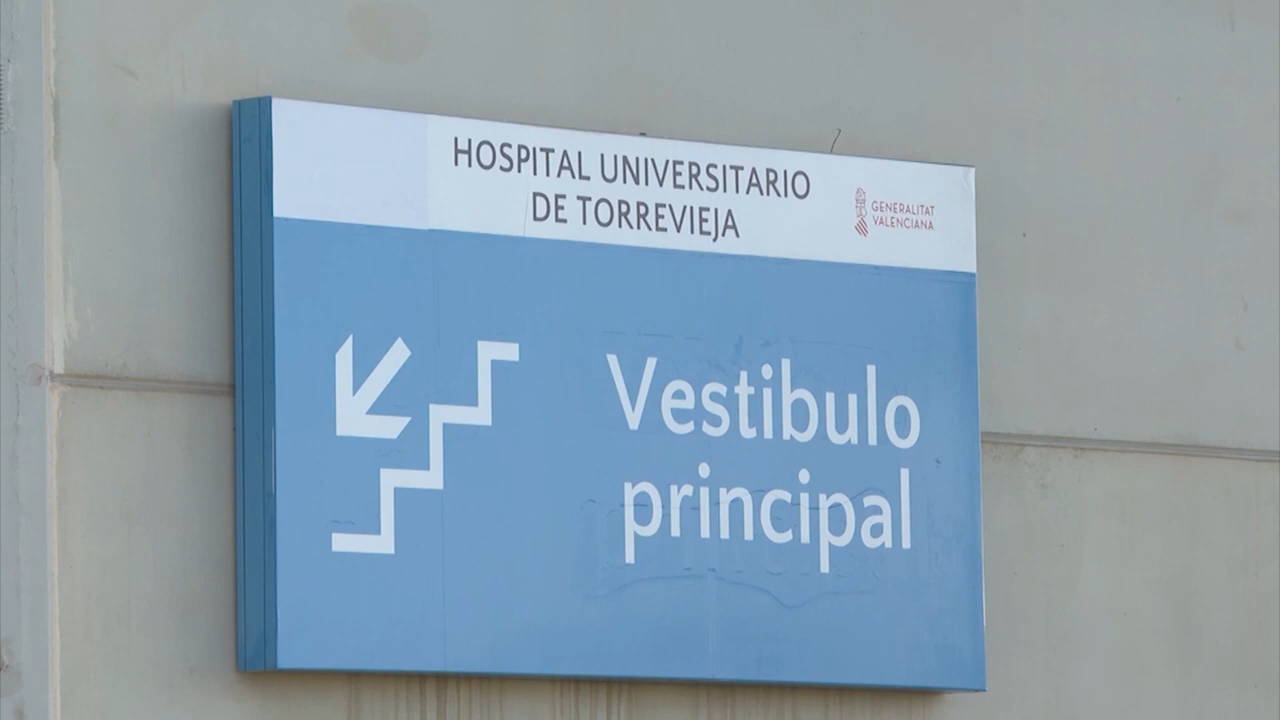 HOSPITAL UNIVERSITARIO
DE TORREVIEJA
GENERALITAT
VALENCIANA
Vestibulo
principal